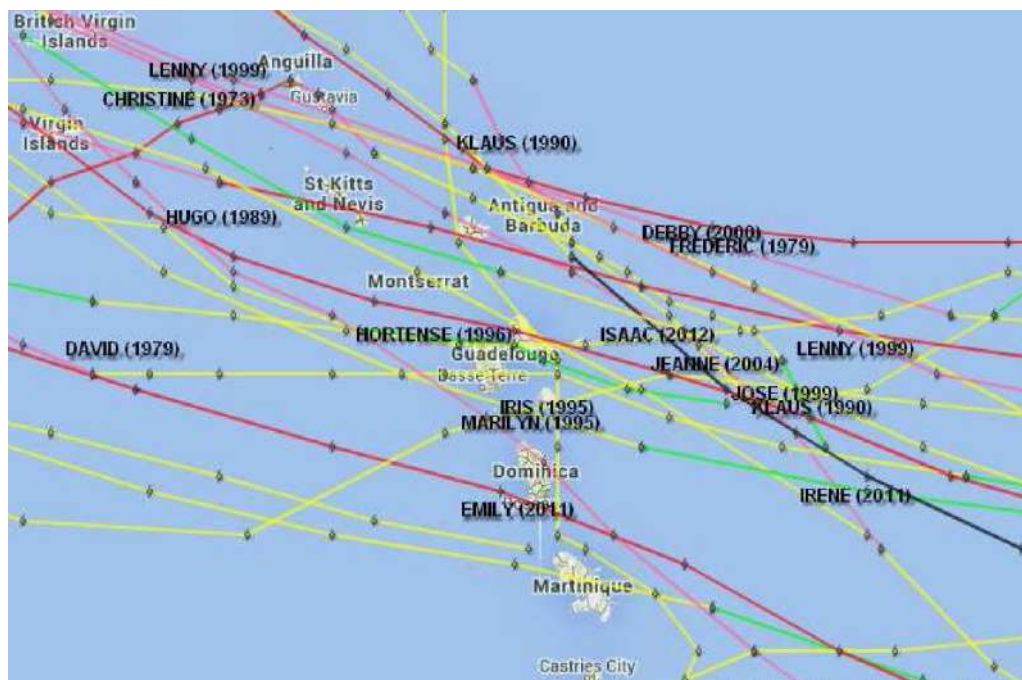 British Virgin
Islands
Anguilla
LENNY (1999)
Gustavia
CHRISTINE (1973)
Virgin
Islands
KLAUS (1990)
St Kitts
and Nevis
Antigua and
Barbuda
HUGO (1989)
DEBBY (2000)
FREDERIC (1979)
Montserrat
HORTENSE (1996)
ISAAC (2012)
DAVID (1979)
LENNY (1999)
Guadeloupe
JEANNE (2004)
Basse-Terre
JOSE (1999)
IRIS (1995)
KLAUS (1990)
MARILYN (1995)
Dominica
IRENE (2011)
EMILY (2011)
Martinique
Castries City